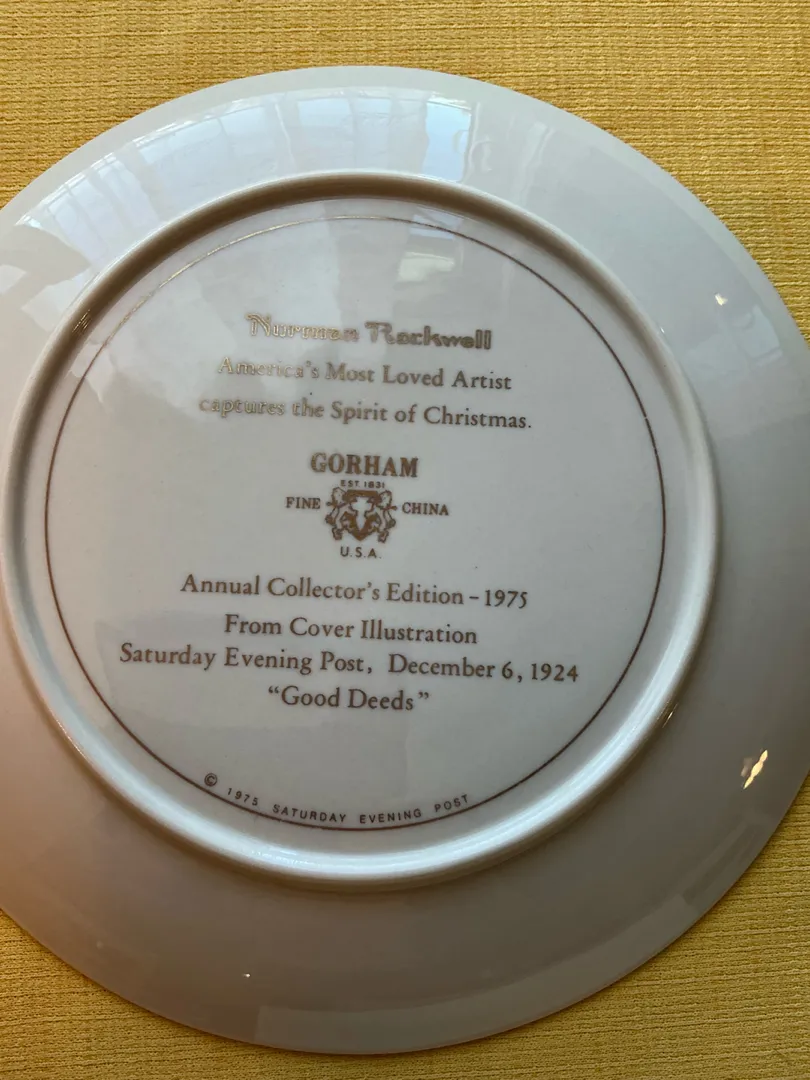 Norman Rockwell
America's Most Loved Artist
captures the Spirit of Christmas.
GORHAM
EST. 1831
FINE CHINA
U.S.A.
Annual Collector's Edition – 1975
From Cover Illustration
Saturday Evening Post, December 6, 1924
"Good Deeds"
© 1975 SATURDAY EVENING POST